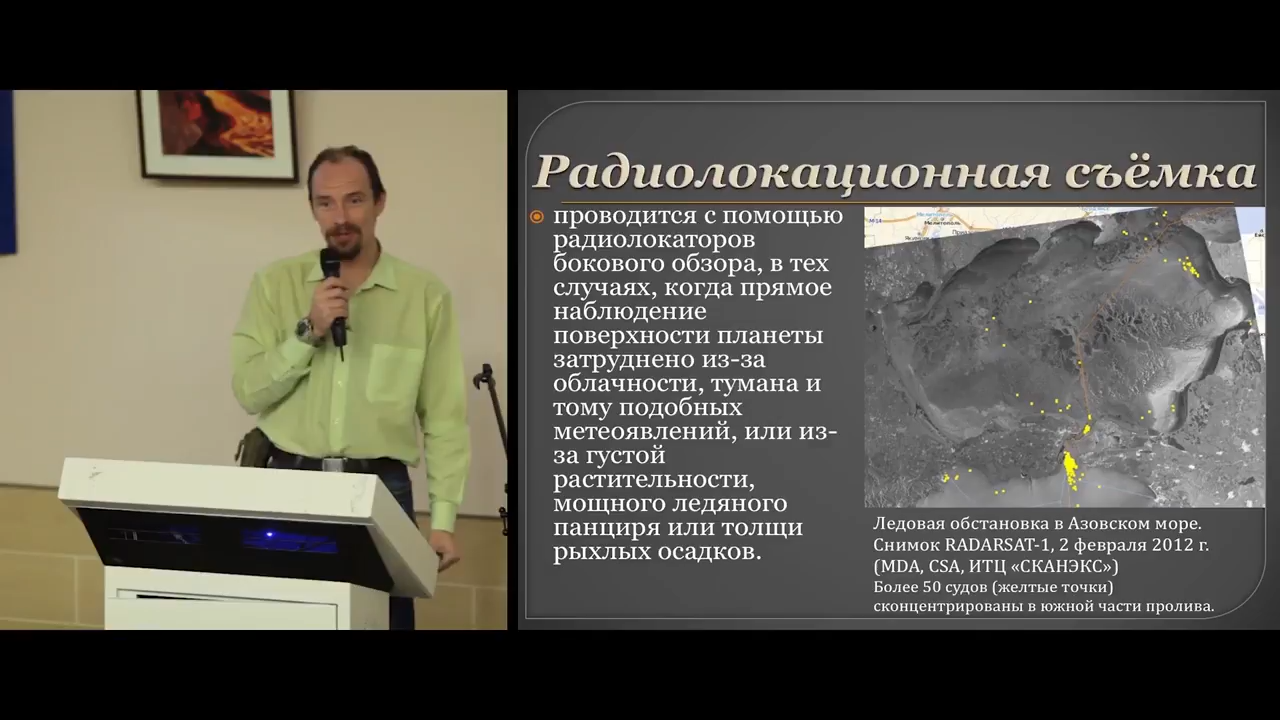 Радиолокационная съёмка
проводится с помощью
радиолокаторов
бокового обзора, в тех
случаях, когда прямое
наблюдение
поверхности планеты
затруднено из-за
облачности, тумана и
тому подобных
метеоявлений, или из-
за густой
растительности,
мощного ледяного
панциря или толщи
рыхлых осадков.
Мелитополь
Ледовая обстановка в Азовском море.
Снимок RADARSAT-1, 2 февраля 2012 г.
(MDA, CSA, ИТЦ «СКАНЭКС»)
Более 50 судов (желтые точки)
сконцентрированы в южной части пролива.